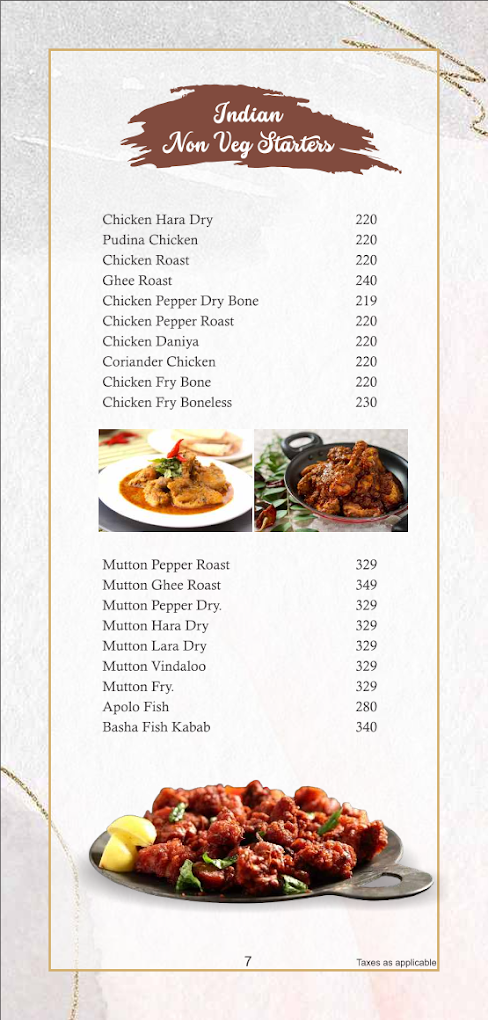 Indian
Non Veg Starters
Chicken Hara Dry 220
Pudina Chicken 220
Chicken Roast 220
Ghee Roast 240
Chicken Pepper Dry Bone 219
Chicken Pepper Roast 220
Chicken Daniya 220
Coriander Chicken 220
Chicken Fry Bone 220
Chicken Fry Boneless 230
Mutton Pepper Roast 329
Mutton Ghee Roast 349
Mutton Pepper Dry. 329
Mutton Hara Dry 329
Mutton Lara Dry 329
Mutton Vindaloo 329
Mutton Fry. 329
Apolo Fish 280
Basha Fish Kabab 340
7 Taxes as applicable